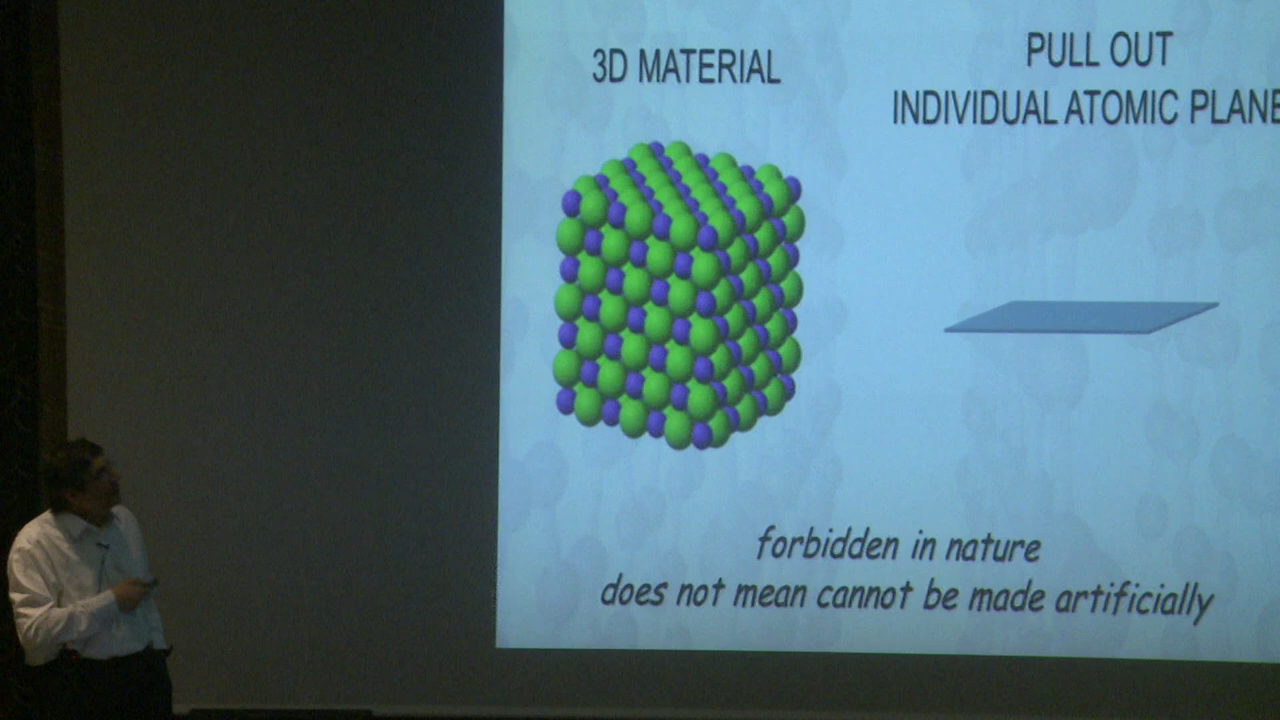 3D MATERIAL
PULL OUT
INDIVIDUAL ATOMIC PLANE
forbidden in nature
does not mean cannot be made artificially